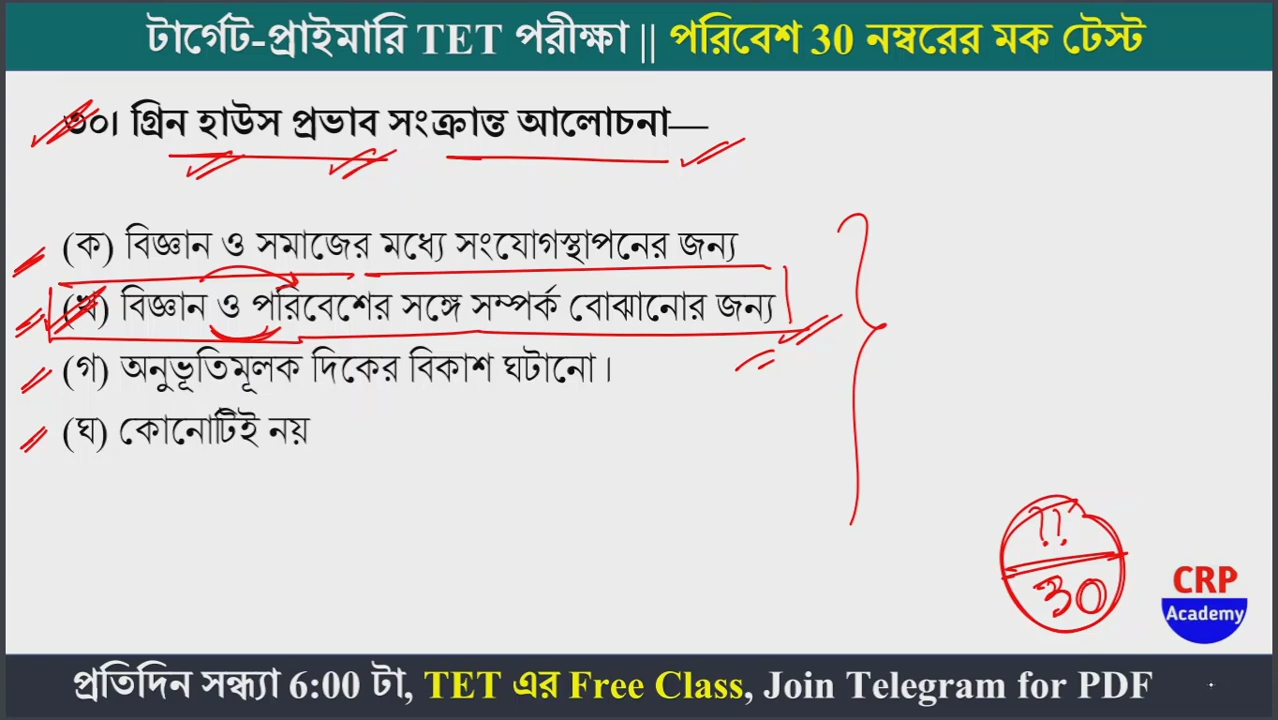 টার্গেট-প্রাইমারি TET পরীক্ষা || পরিবেশ 30 নম্বরের মক টেস্ট
৩০। গ্রিন হাউস প্রভাব সংক্রান্ত আলোচনা—
(ক) বিজ্ঞান ও সমাজের মধ্যে সংযোগস্থাপনের জন্য
(খ) বিজ্ঞান ও পরিবেশের সঙ্গে সম্পর্ক বোঝানোর জন্য
(গ) অনুভূতিমূলক দিকের বিকাশ ঘটানো।
(ঘ) কোনোটিই নয়
??
30
CRP
Academy
প্রতিদিন সন্ধ্যা 6:00 টা, TET এর Free Class, Join Telegram for PDF